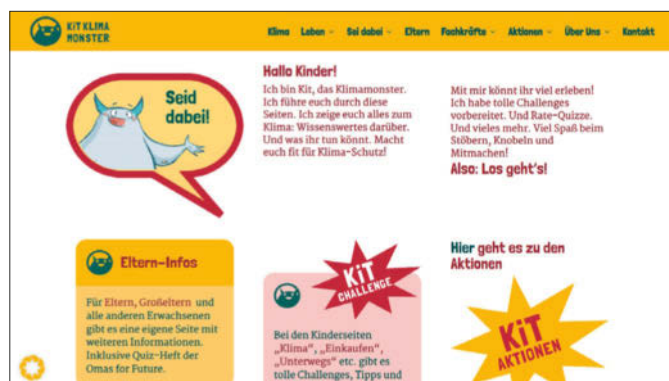 KiT KLIMA
MONSTER
Klima Leben Sei dabei Eltern Fachkräfte Aktionen Über Uns Kontakt
Seid
dabei!
Hallo Kinder!
Ich bin Kit, das Klimamonster.
Ich führe euch durch diese
Seiten. Ich zeige euch alles zum
Klima: Wissenswertes darüber.
Und was ihr tun könnt. Macht
euch fit für Klima-Schutz!
Mit mir könnt ihr viel erleben!
Ich habe tolle Challenges
vorbereitet. Und Rate-Quizze.
Und vieles mehr. Viel Spaß beim
Stöbern, Knobeln und
Mitmachen!
Also: Los geht's!
Eltern-Infos
Für Eltern, Großeltern und
alle anderen Erwachsenen
gibt es eine eigene Seite mit
weiteren Informationen.
Inklusive Quiz-Heft der
Omas for Future.
KiT
CHALLENGE
Bei den Kinderseiten
„Klima“, „Einkaufen“,
„Unterwegs“ etc. gibt es
tolle Challenges, Tipps und
Hier geht es zu den
Aktionen
KiT
AKTIONEN